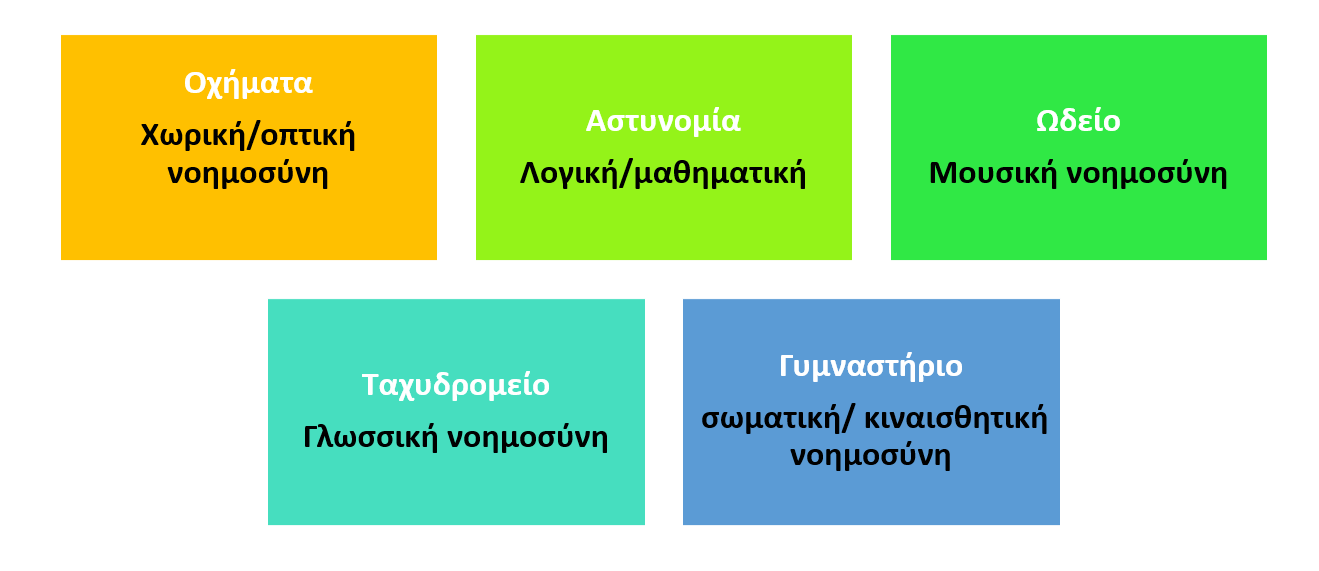 Οχήματα
Χωρική/οπτική
νοημοσύνη
Αστυνομία
Λογική/μαθηματική
Ωδείο
Μουσική νοημοσύνη
Ταχυδρομείο
Γλωσσική νοημοσύνη
Γυμναστήριο
σωματική/ κιναισθητική
νοημοσύνη